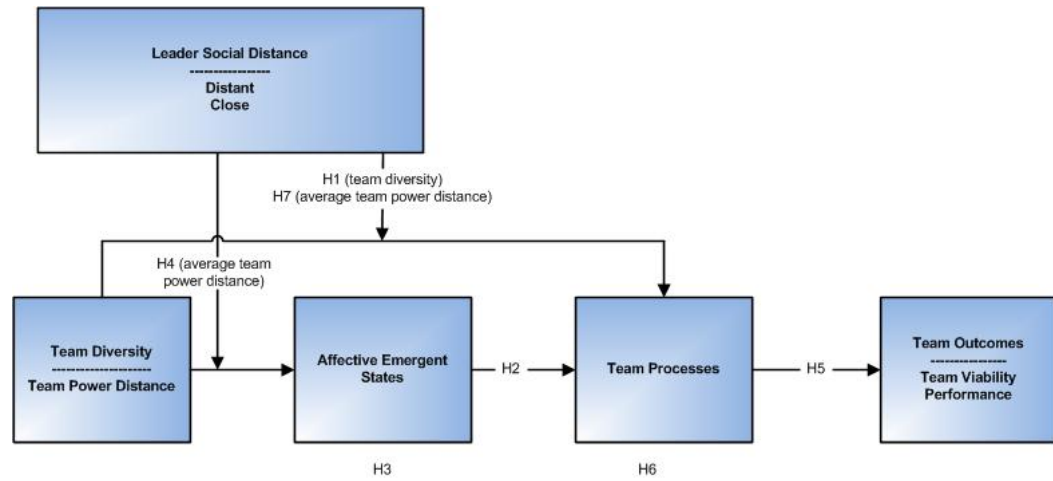 Leader Social Distance
------------------
Distant
Close
H1 (team diversity)
H7 (average team power distance)
H4 (average team
power distance)
Team Diversity
----------------------
Team Power Distance
Affective Emergent
States
H2
Team Processes
H5
Team Outcomes
-----------------
Team Viability
Performance
H3
H6